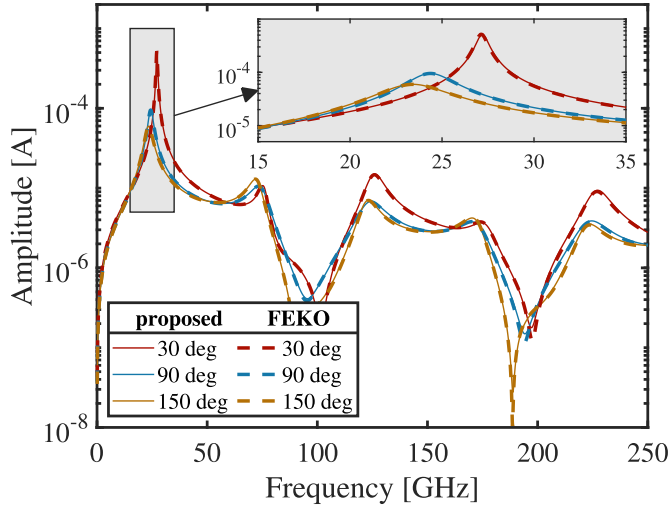 10^-4
10^-5
15 20 25 30 35
Amplitude [A]
10^-4
10^-6
10^-8
proposed FEKO
30 deg 30 deg
90 deg 90 deg
150 deg 150 deg
0 50 100 150 200 250
Frequency [GHz]